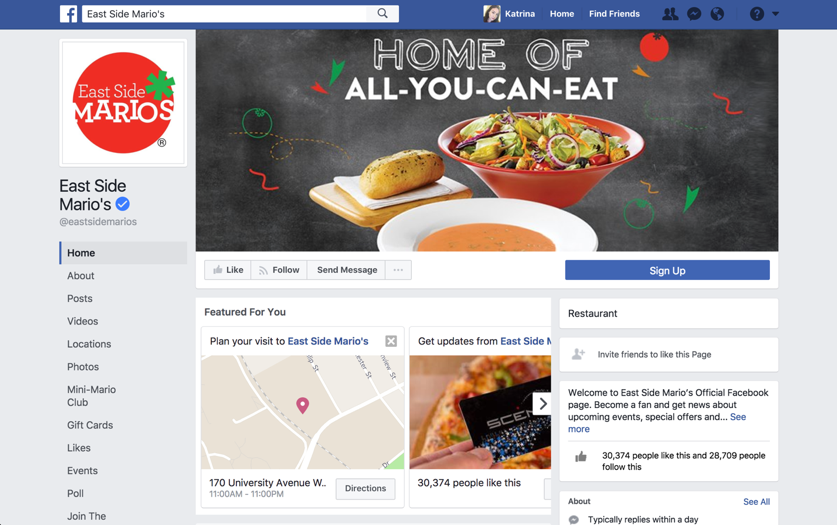 East Side Mario's
Katrina
Home
Find Friends
East Side
MARIOS
®
HOME OF
ALL-YOU-CAN-EAT
East Side
Mario's
@eastsidemarios
Home
About
Posts
Videos
Locations
Photos
Mini-Mario
Club
Gift Cards
Likes
Events
Poll
Join The
Like
Follow
Send Message
...
Sign Up
Featured For You
Plan your visit to East Side Mario's
170 University Avenue W..
11:00AM - 11:00PM
Directions
Get updates from East Side M
SCEN
30,374 people like this
Restaurant
Invite friends to like this Page
Welcome to East Side Mario's Official Facebook
page. Become a fan and get news about
upcoming events, special offers and... See
more
30,374 people like this and 28,709 people
follow this
About
See All
Typically replies within a day